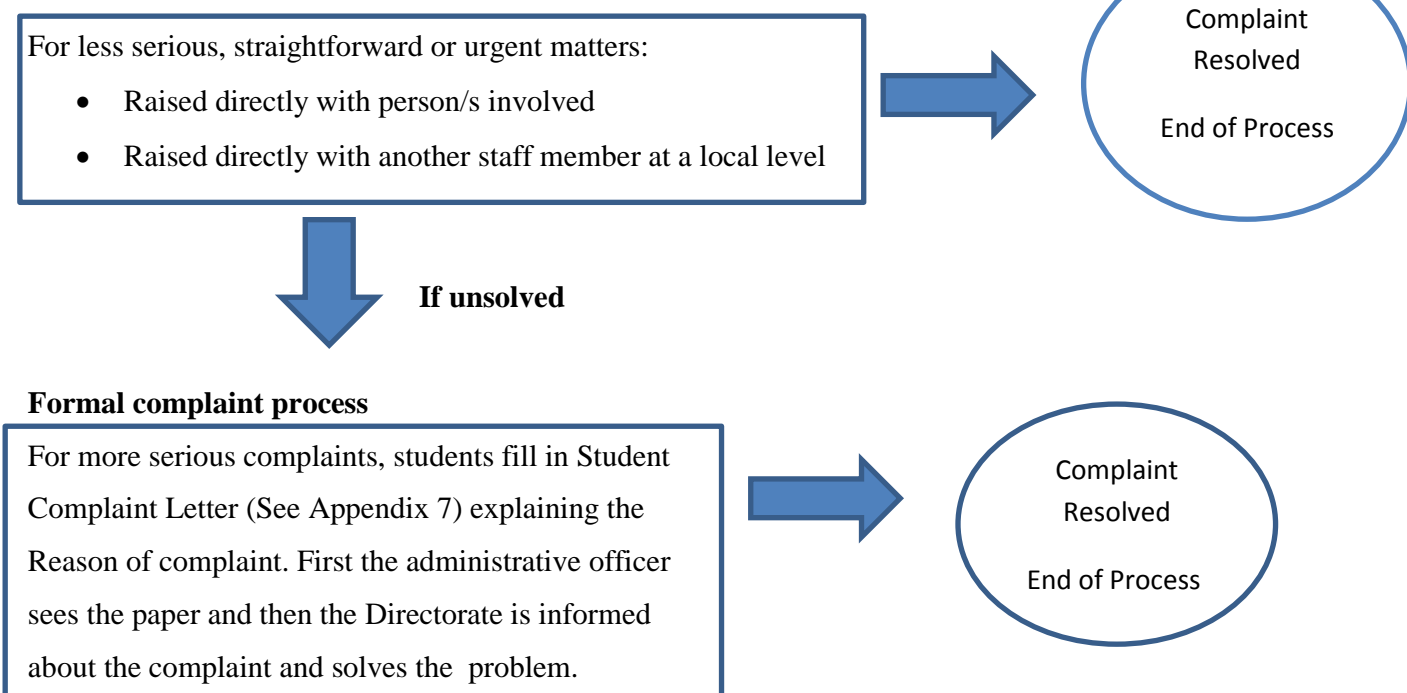 For less serious, straightforward or urgent matters:
• Raised directly with person/s involved
• Raised directly with another staff member at a local level
Complaint
Resolved
End of Process
If unsolved
Formal complaint process
For more serious complaints, students fill in Student
Complaint Letter (See Appendix 7) explaining the
Reason of complaint. First the administrative officer
sees the paper and then the Directorate is informed
about the complaint and solves the  problem.
Complaint
Resolved
End of Process